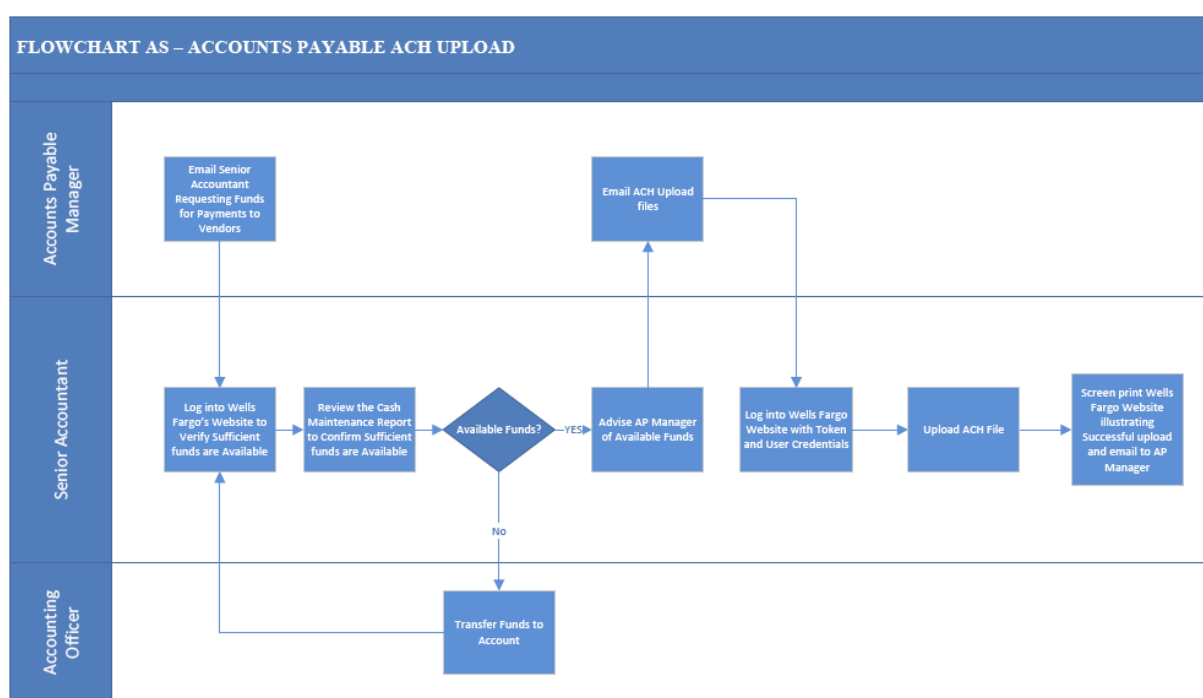 FLOWCHART AS – ACCOUNTS PAYABLE ACH UPLOAD
Accounts Payable
Manager
Email Senior
Accountant
Requesting Funds
for Payments to
Vendors
Email ACH Upload
files
Senior Accountant
Log into Wells
Fargo's Website to
Verify Sufficient
funds are Available
Review the Cash
Maintenance Report
to Confirm Sufficient
funds are Available
Available Funds?
YES
Advise AP Manager
of Available Funds
Log into Wells Fargo
Website with Token
and User Credentials
Upload ACH File
Screen print Wells
Fargo Website
illustrating
Successful upload
and email to AP
Manager
No
Accounting
Officer
Transfer Funds to
Account